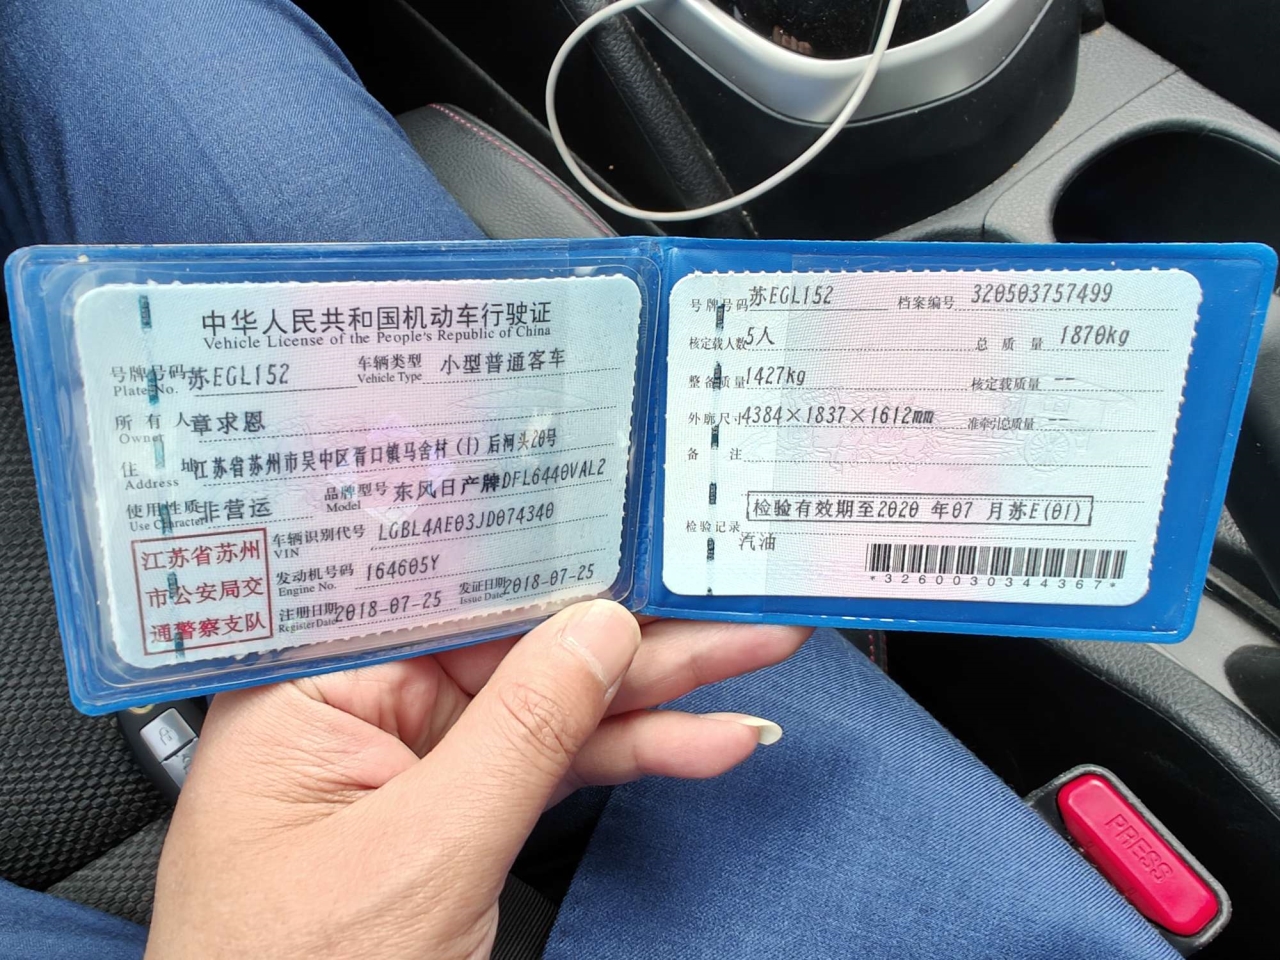 中华人民共和国机动车行驶证
Vehicle License of the People's Republic of China
号牌号码 苏EGL152 车辆类型 小型普通客车
Plate No. Vehicle Type
所有人 章求恩
Owner
住址 江苏省苏州市吴中区胥口镇马舍村(1)后河头20号
Address
使用性质 非营运 品牌型号 东风日产牌DFL6440VAL2
Use Character Model
江苏省苏州
市公安局交
通警察支队
车辆识别代号 LGBL4AE03JD074340
VIN
发动机号码 164605Y
Engine No.
注册日期 2018-07-25 发证日期 2018-07-25
Register Date Issue Date
号牌号码 苏EGL152 档案编号 320503757499
核定载人数 5人 总质量 1870kg
整备质量 1427kg 核定载质量 --
外廓尺寸 4384×1837×1612mm 准牵引总质量 --
备注
检验有效期至2020 年07 月苏E(01)
检验记录
汽油
*3260030344367*
PRESS